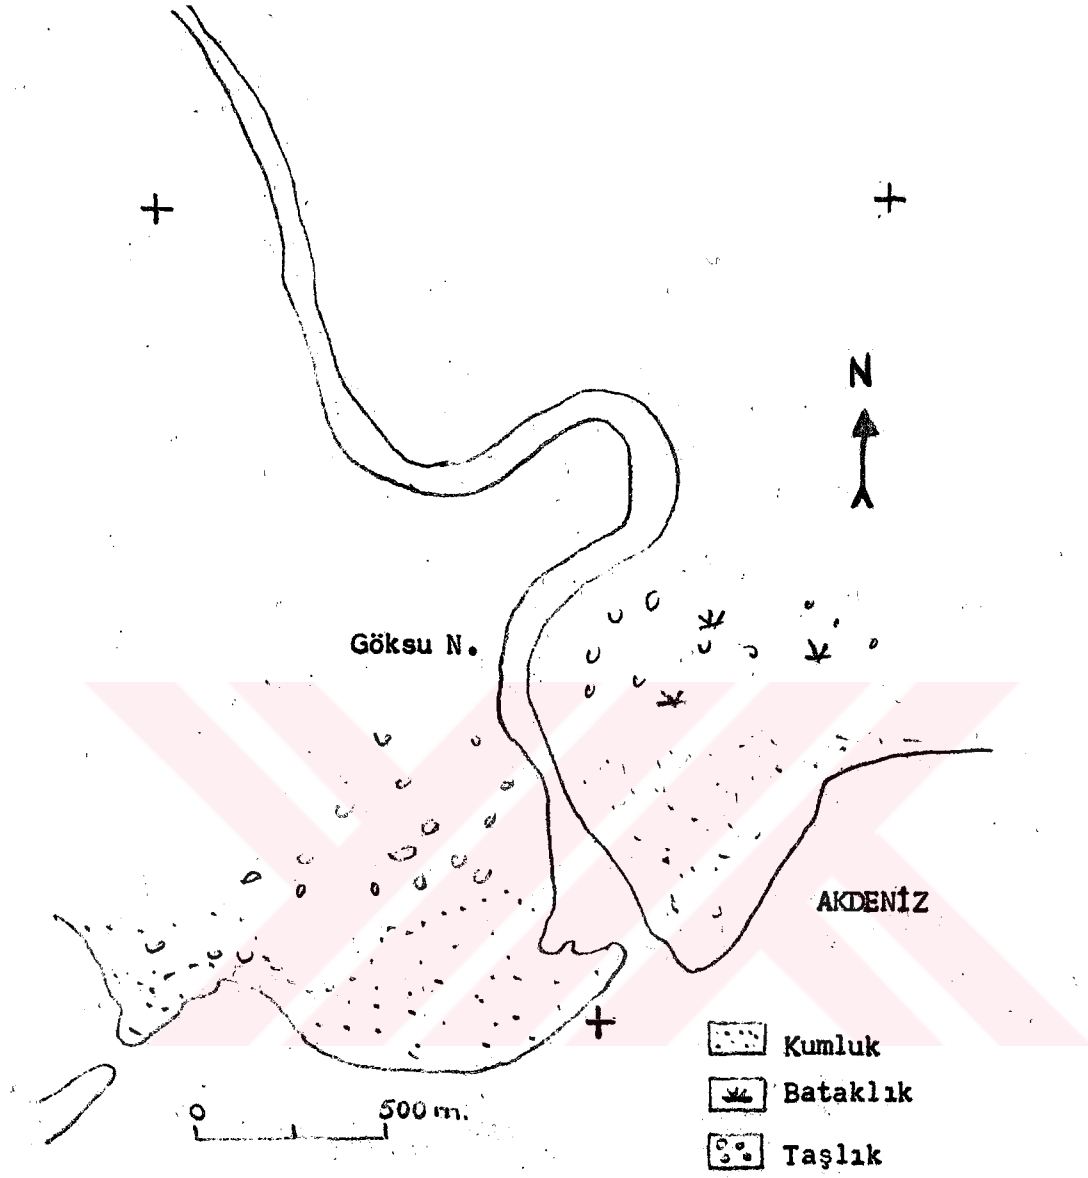 N
Göksu N.
AKDENİZ
Kumluk
Bataklık
Taşlık
0 500 m.